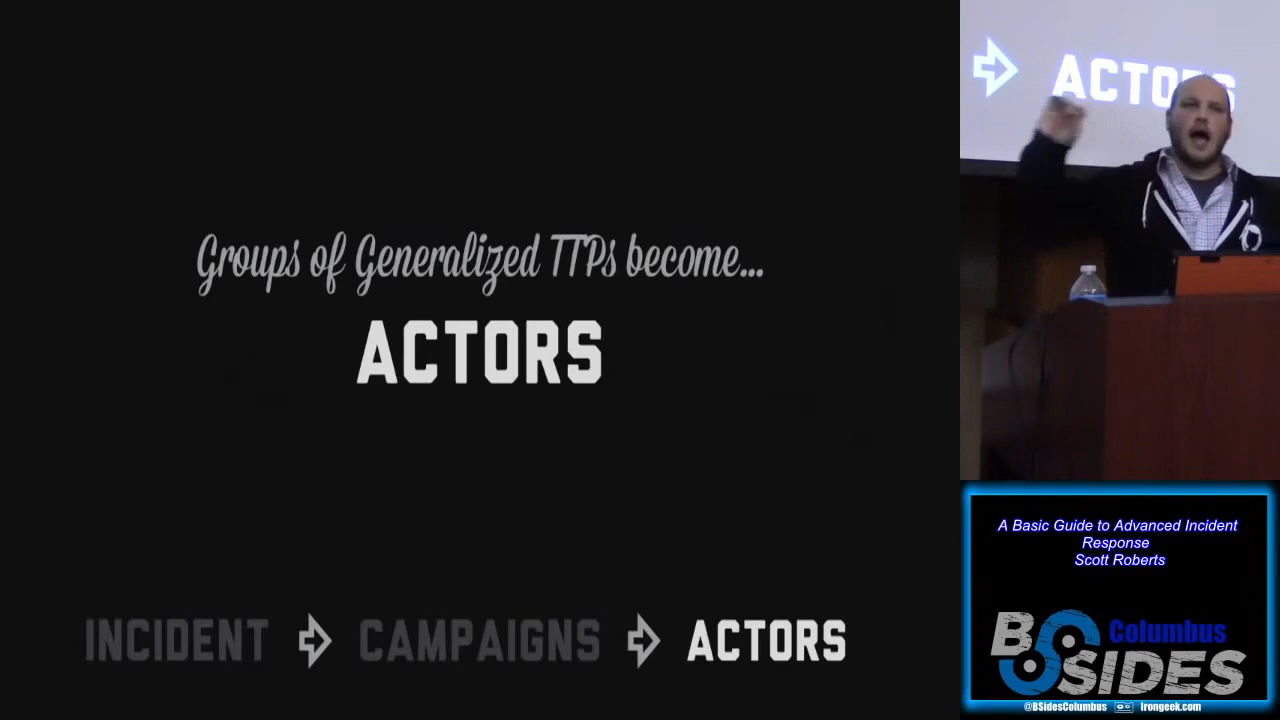 Groups of Generalized TTPs become...
ACTORS
INCIDENT CAMPAIGNS ACTORS
ACTORS
A Basic Guide to Advanced Incident
Response
Scott Roberts
BSIDES
Columbus
@BSidesColumbus Irongeek.com